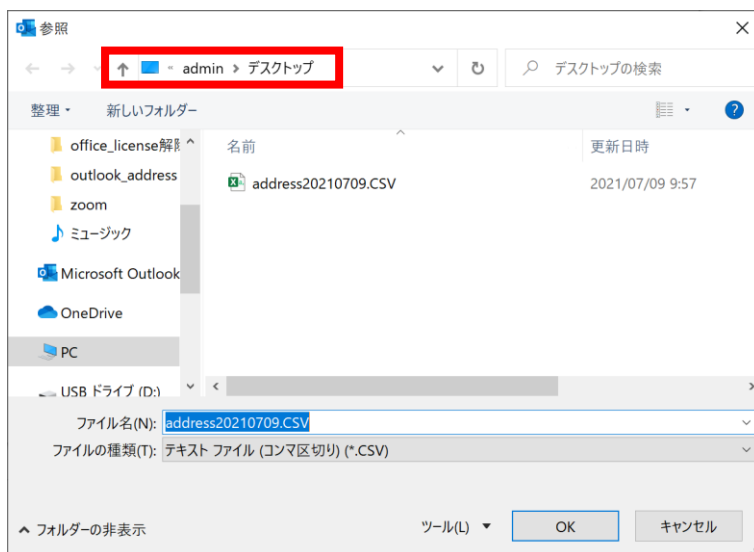 参照
« admin › デスクトップ
デスクトップの検索
整理
新しいフォルダー
office_license解除
outlook_address
zoom
ミュージック
Microsoft Outlook
OneDrive
PC
USB ドライブ (D:)
名前
更新日時
address20210709.CSV
2021/07/09 9:57
ファイル名(N): address20210709.CSV
ファイルの種類(T): テキスト ファイル (コンマ区切り) (*.CSV)
フォルダーの非表示
ツール(L)
OK
キャンセル